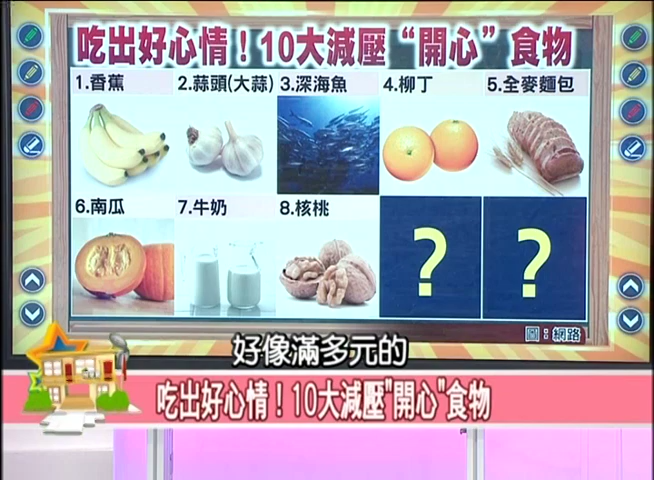 吃出好心情！10大減壓“開心”食物
1.香蕉
2.蒜頭(大蒜)
3.深海魚
4.柳丁
5.全麥麵包
6.南瓜
7.牛奶
8.核桃
?
?
圖：網路
好像滿多元的
吃出好心情！10大減壓"開心"食物